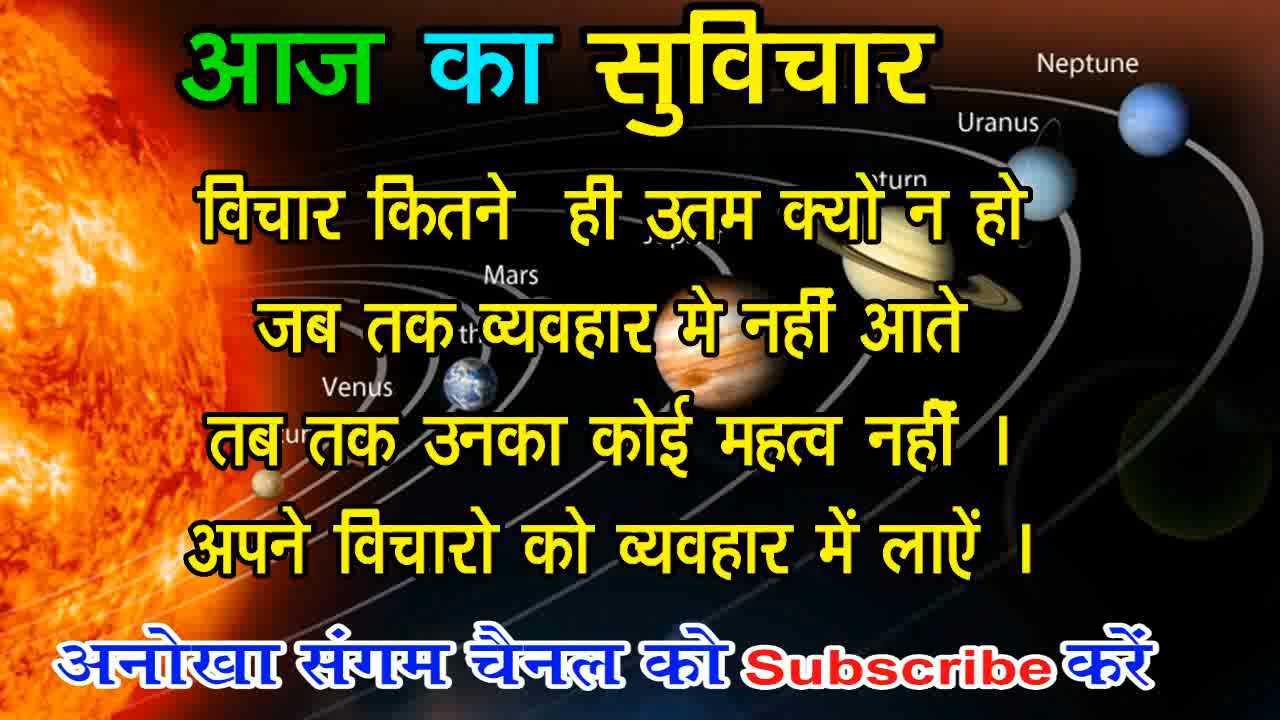 आज का सुविचार
Neptune
Uranus
विचार कितने ही उतम क्यो न हो
Mars
जब तक व्यवहार मे नहीं आते
Venus
तब तक उनका कोई महत्व नहीं ।
अपने विचारो को व्यवहार में लाऐं ।
अनोखा संगम चैनल को Subscribe करें